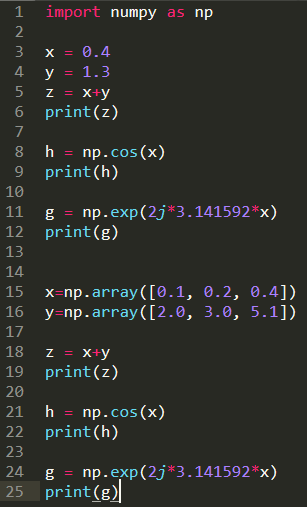 1 import numpy as np
2
3 x = 0.4
4 y = 1.3
5 z = x+y
6 print(z)
7
8 h = np.cos(x)
9 print(h)
10
11 g = np.exp(2j*3.141592*x)
12 print(g)
13
14
15 x=np.array([0.1, 0.2, 0.4])
16 y=np.array([2.0, 3.0, 5.1])
17
18 z = x+y
19 print(z)
20
21 h = np.cos(x)
22 print(h)
23
24 g = np.exp(2j*3.141592*x)
25 print(g)